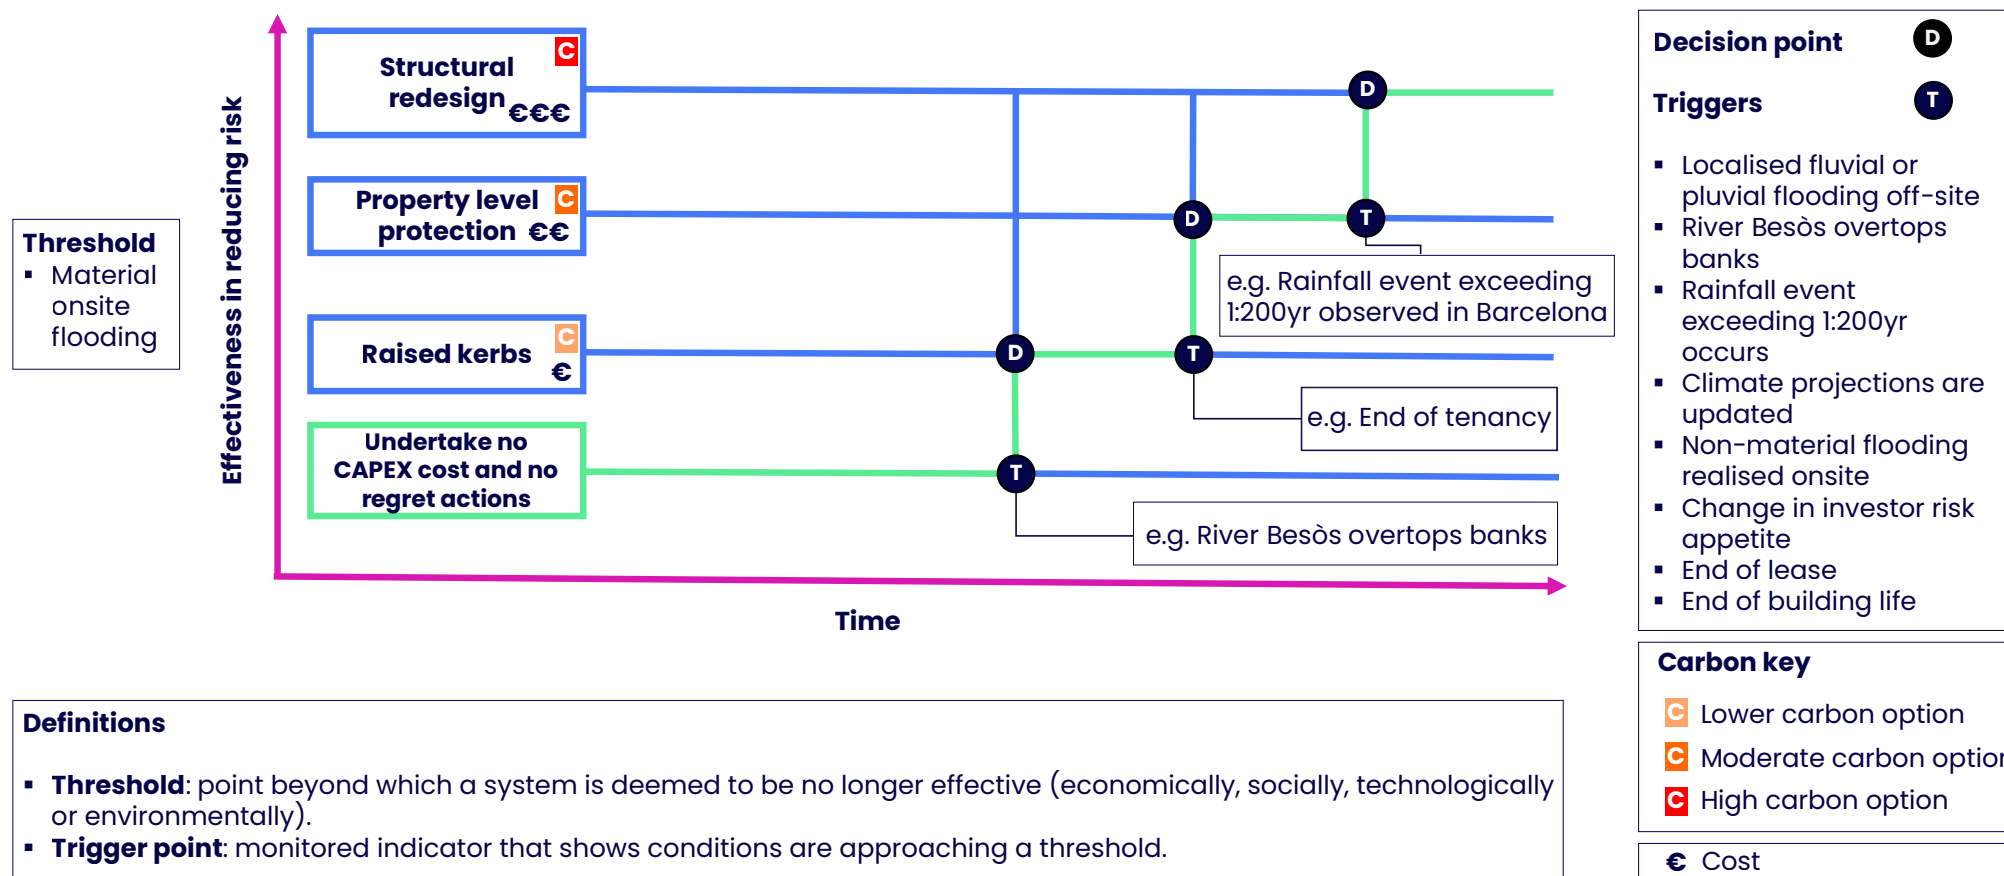 Threshold
▪ Material
onsite
flooding
Effectiveness in reducing risk
Structural
redesign
C
€€€
Property level
protection
C
€€
Raised kerbs
C
€
Undertake no
CAPEX cost and no
regret actions
D
T
D
T
D
T
e.g. Rainfall event exceeding
1:200yr observed in Barcelona
e.g. End of tenancy
e.g. River Besòs overtops banks
Time
Decision point D
Triggers T
▪ Localised fluvial or
pluvial flooding off-site
▪ River Besòs overtops
banks
▪ Rainfall event
exceeding 1:200yr
occurs
▪ Climate projections are
updated
▪ Non-material flooding
realised onsite
▪ Change in investor risk
appetite
▪ End of lease
▪ End of building life
Carbon key
C Lower carbon option
C Moderate carbon option
C High carbon option
€ Cost
Definitions
▪ Threshold: point beyond which a system is deemed to be no longer effective (economically, socially, technologically
or environmentally).
▪ Trigger point: monitored indicator that shows conditions are approaching a threshold.